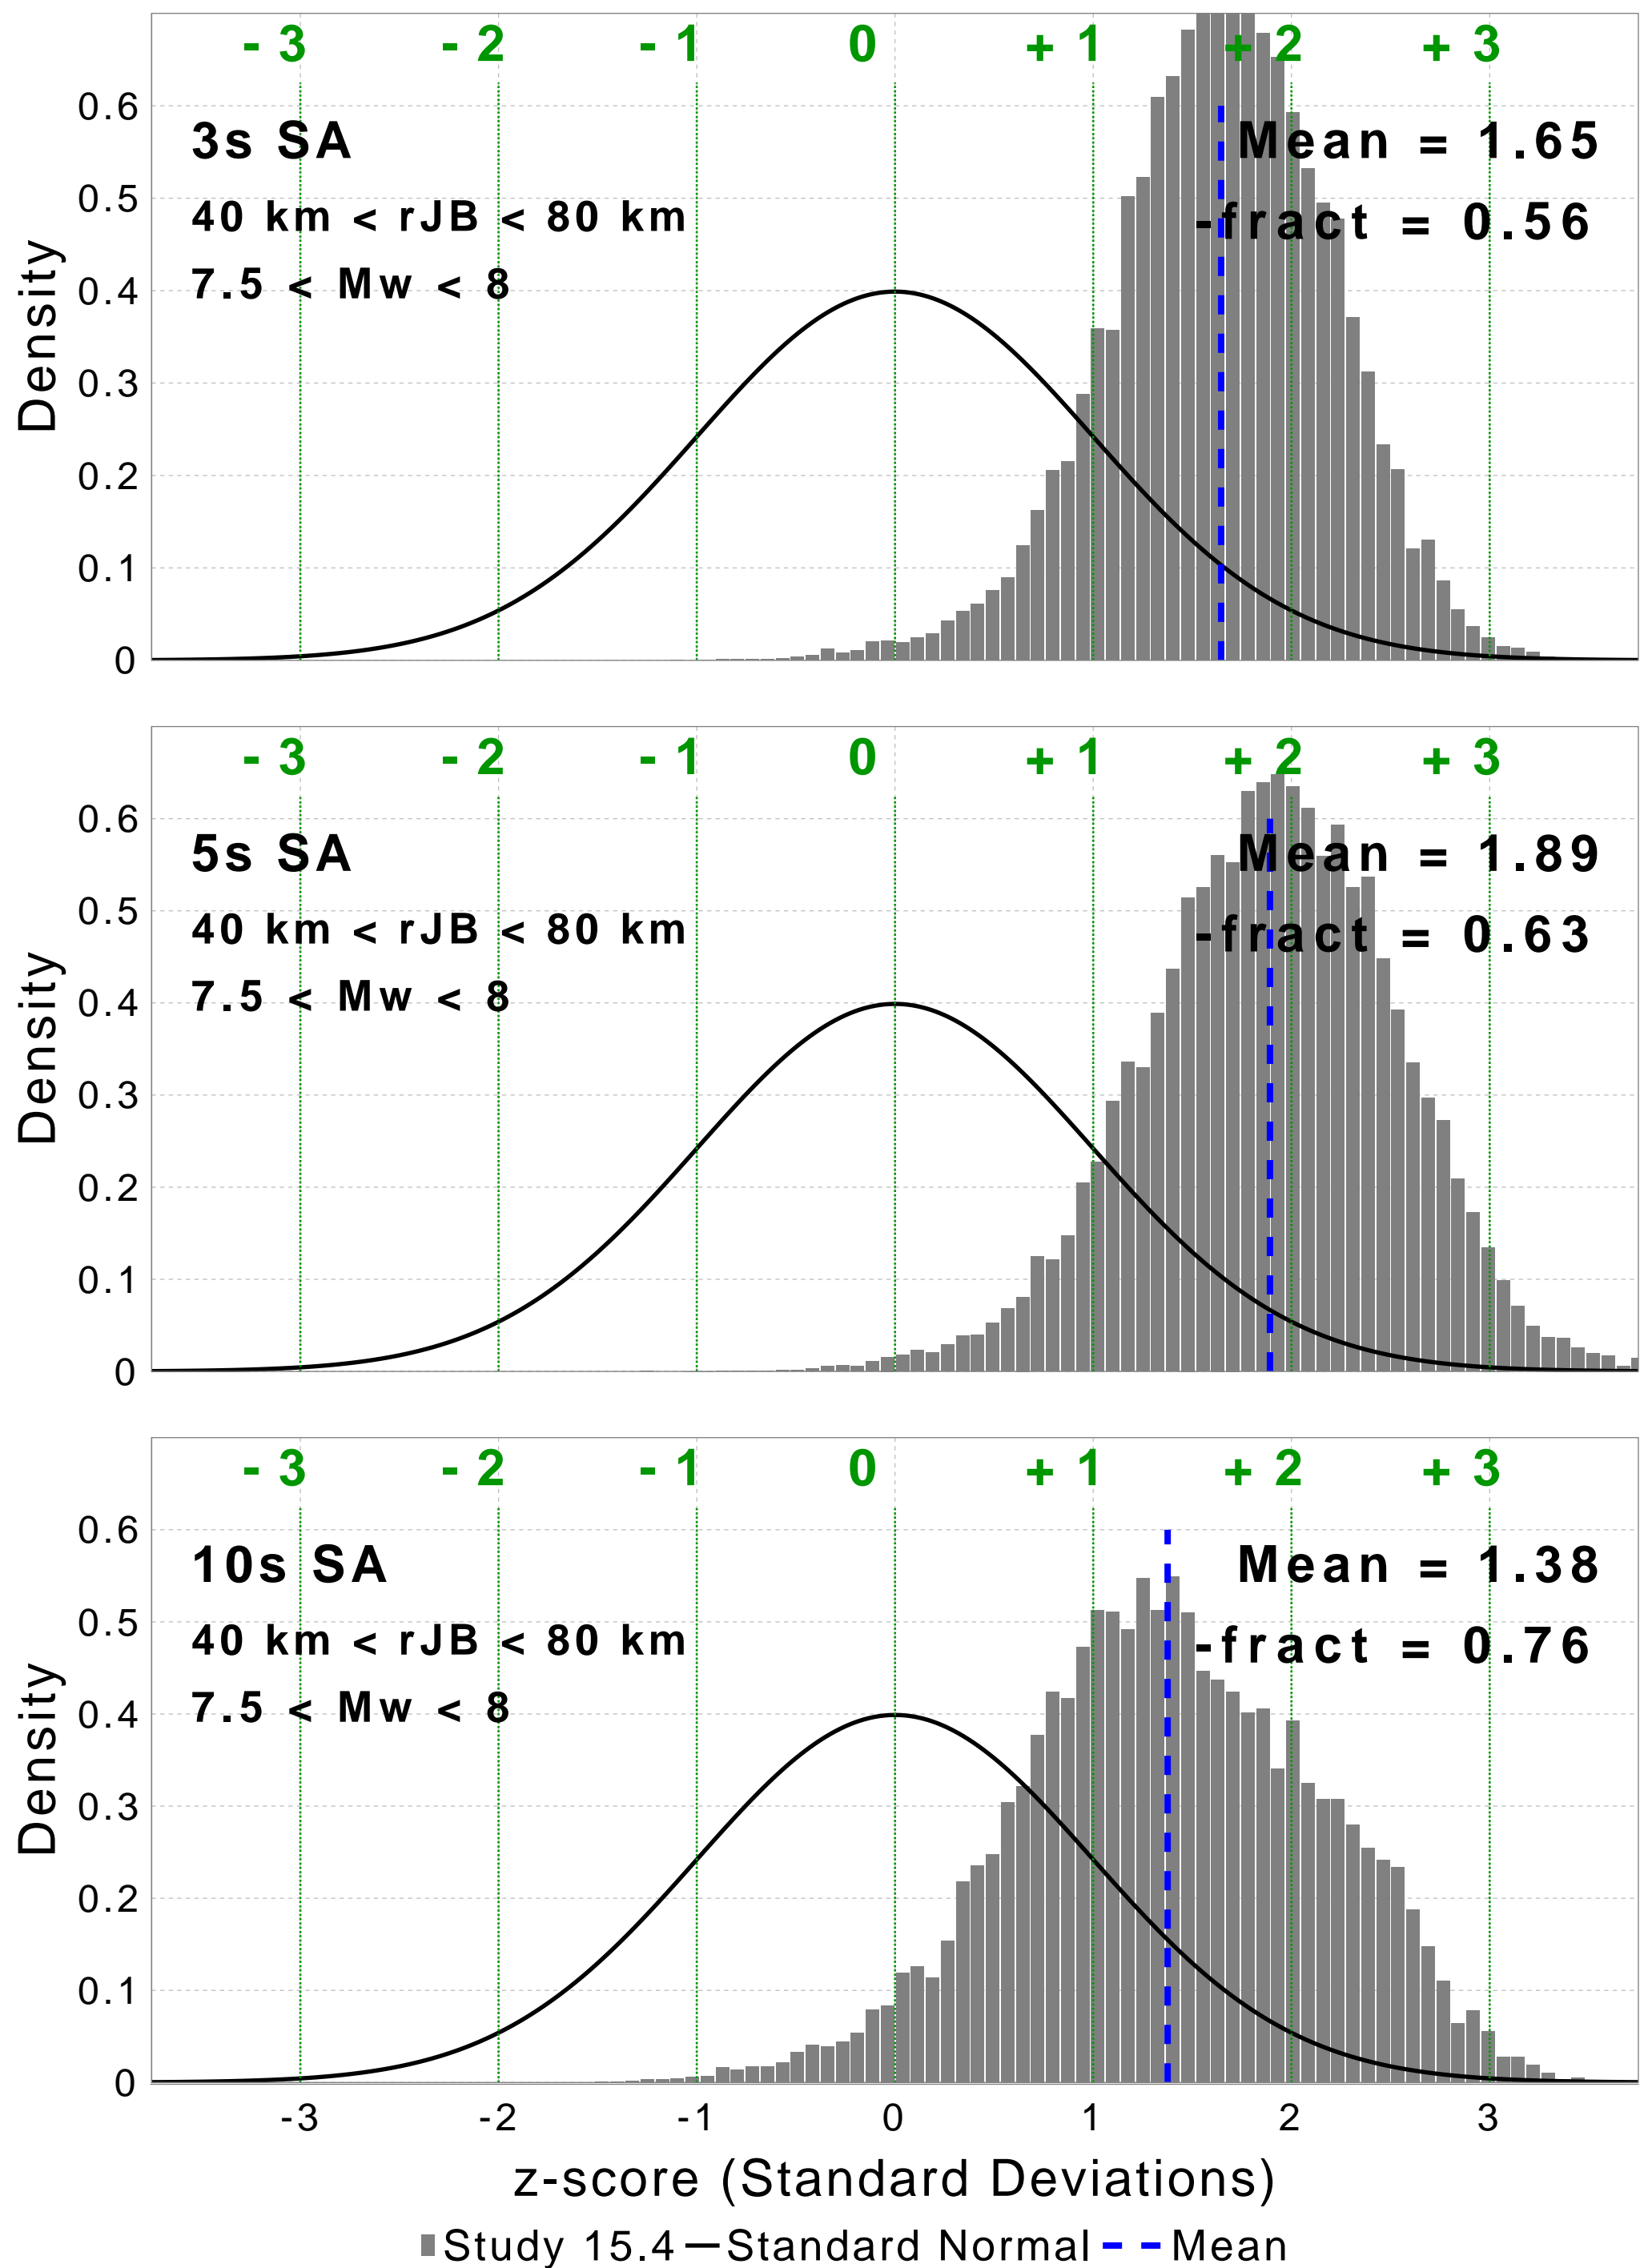 - 3 - 2 - 1 0 + 1 + 2 + 3
3s SA
Mean = 1.65
40 km < rJB < 80 km
-fract = 0.56
7.5 < Mw < 8
Density
0.6
0.5
0.4
0.3
0.2
0.1
0
- 3 - 2 - 1 0 + 1 + 2 + 3
5s SA
Mean = 1.89
40 km < rJB < 80 km
-fract = 0.63
7.5 < Mw < 8
Density
0.6
0.5
0.4
0.3
0.2
0.1
0
- 3 - 2 - 1 0 + 1 + 2 + 3
10s SA
Mean = 1.38
40 km < rJB < 80 km
-fract = 0.76
7.5 < Mw < 8
Density
0.6
0.5
0.4
0.3
0.2
0.1
0
-3 -2 -1 0 1 2 3
z-score (Standard Deviations)
Study 15.4 Standard Normal Mean